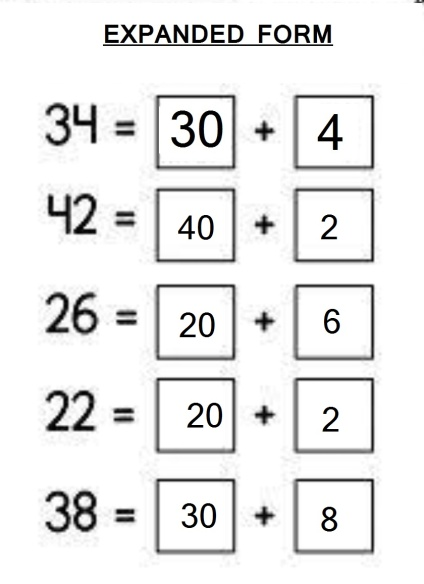 EXPANDED FORM
34 = 30 + 4
42 = 40 + 2
26 = 20 + 6
22 = 20 + 2
38 = 30 + 8